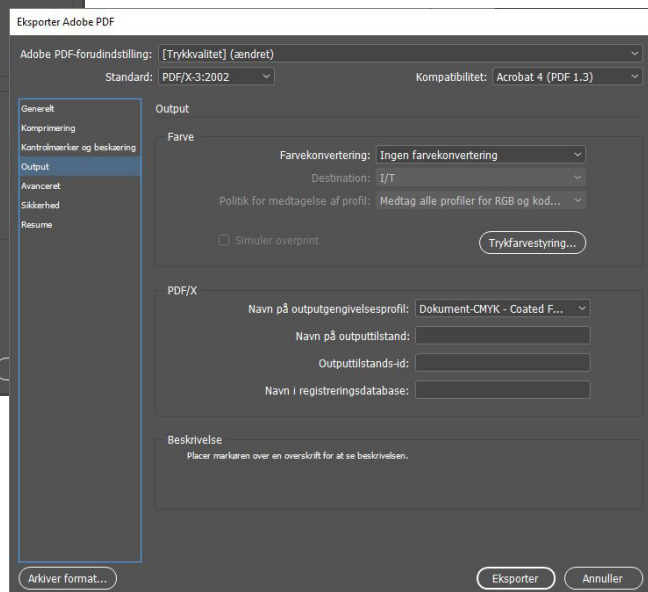 Eksporter Adobe PDF
Adobe PDF-forudindstilling: [Trykkvalitet] (ændret)
Standard: PDF/X-3:2002 Kompatibilitet: Acrobat 4 (PDF 1.3)
Generelt
Komprimering
Kontrolmærker og beskæring
Output
Avanceret
Sikkerhed
Resume
Output
Farve
Farvekonvertering: Ingen farvekonvertering
Destination: I/T
Politik for medtagelse af profil: Medtag alle profiler for RGB og kod...
Simuler overprint
Trykfarvestyring...
PDF/X
Navn på outputgengivelsesprofil: Dokument-CMYK - Coated F...
Navn på outputtilstand:
Outputtilstands-id:
Navn i registreringsdatabase:
Beskrivelse
Placer markøren over en overskrift for at se beskrivelsen.
Arkiver format...
Eksporter
Annuller